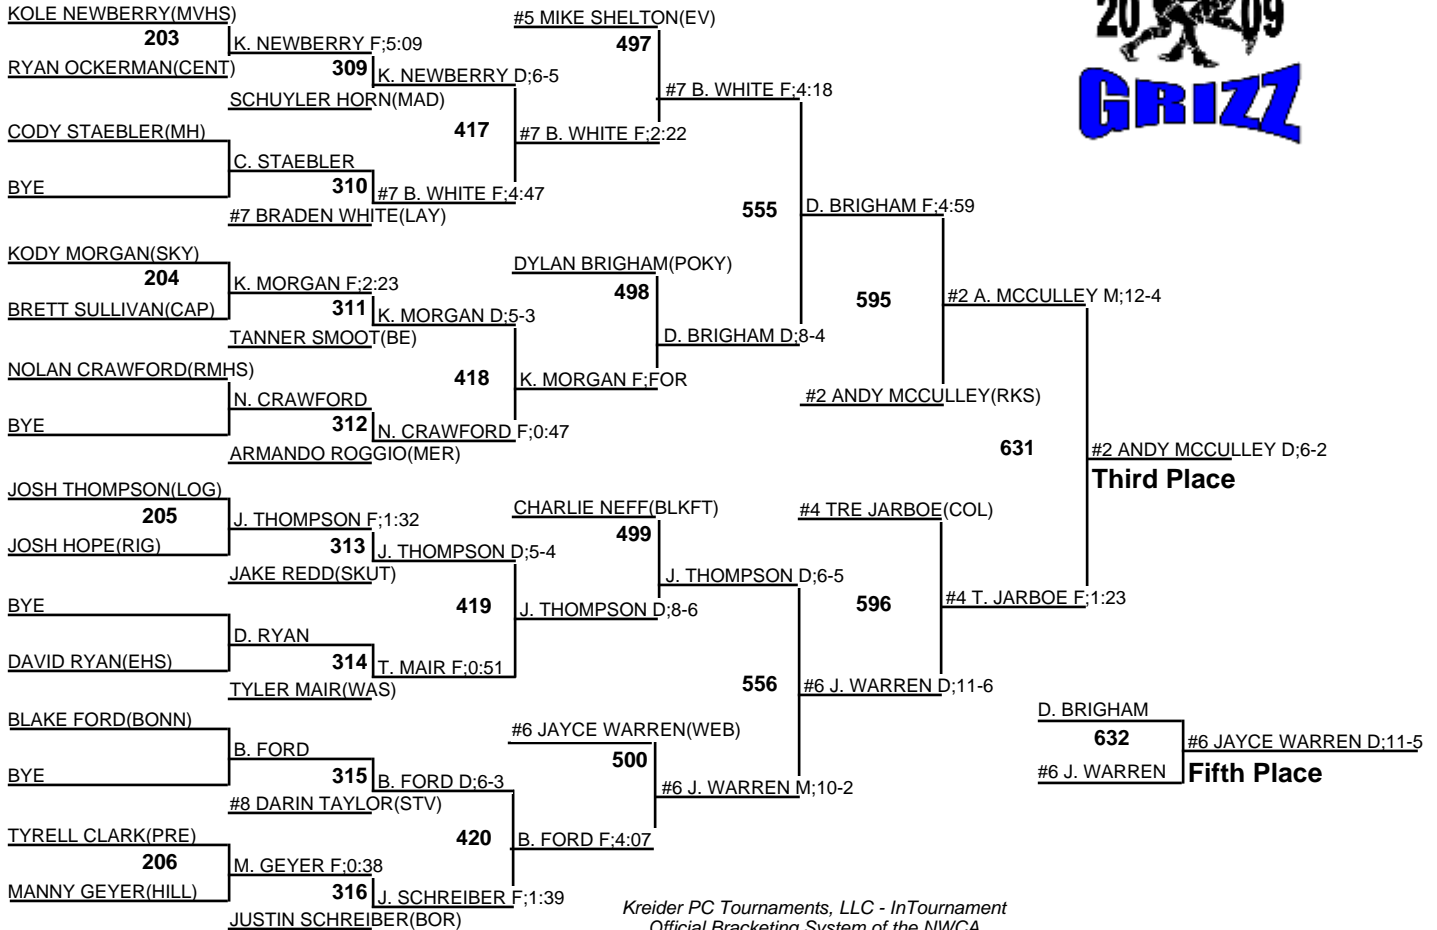 KOLE NEWBERRY(MVHS)
203
RYAN OCKERMAN(CENT)
K. NEWBERRY F;5:09
309
SCHUYLER HORN(MAD)
K. NEWBERRY D;6-5
CODY STAEBLER(MH)
BYE
C. STAEBLER
310
#7 BRADEN WHITE(LAY)
#7 B. WHITE F;4:47
417
#7 B. WHITE F;2:22
#5 MIKE SHELTON(EV)
497
#7 B. WHITE F;4:18
KODY MORGAN(SKY)
204
BRETT SULLIVAN(CAP)
K. MORGAN F;2:23
311
TANNER SMOOT(BE)
K. MORGAN D;5-3
NOLAN CRAWFORD(RMHS)
BYE
N. CRAWFORD
312
ARMANDO ROGGIO(MER)
N. CRAWFORD F;0:47
418
K. MORGAN F;FOR
DYLAN BRIGHAM(POKY)
498
D. BRIGHAM D;8-4
555
D. BRIGHAM F;4:59
595
#2 ANDY MCCULLEY(RKS)
#2 A. MCCULLEY M;12-4
JOSH THOMPSON(LOG)
205
JOSH HOPE(RIG)
J. THOMPSON F;1:32
313
JAKE REDD(SKUT)
J. THOMPSON D;5-4
BYE
DAVID RYAN(EHS)
D. RYAN
314
TYLER MAIR(WAS)
T. MAIR F;0:51
419
J. THOMPSON D;8-6
CHARLIE NEFF(BLKFT)
499
J. THOMPSON D;6-5
BLAKE FORD(BONN)
BYE
B. FORD
315
#8 DARIN TAYLOR(STV)
B. FORD D;6-3
TYRELL CLARK(PRE)
206
MANNY GEYER(HILL)
M. GEYER F;0:38
316
JUSTIN SCHREIBER(BOR)
J. SCHREIBER F;1:39
420
B. FORD F;4:07
#6 JAYCE WARREN(WEB)
500
#6 J. WARREN M;10-2
556
#6 J. WARREN D;11-6
#4 TRE JARBOE(COL)
596
#4 T. JARBOE F;1:23
631
#2 ANDY MCCULLEY D;6-2
Third Place
D. BRIGHAM
632
#6 J. WARREN
#6 JAYCE WARREN D;11-5
Fifth Place
20 09
GRIZZ
Kreider PC Tournaments, LLC - InTournament
Official Bracketing System of the NWCA